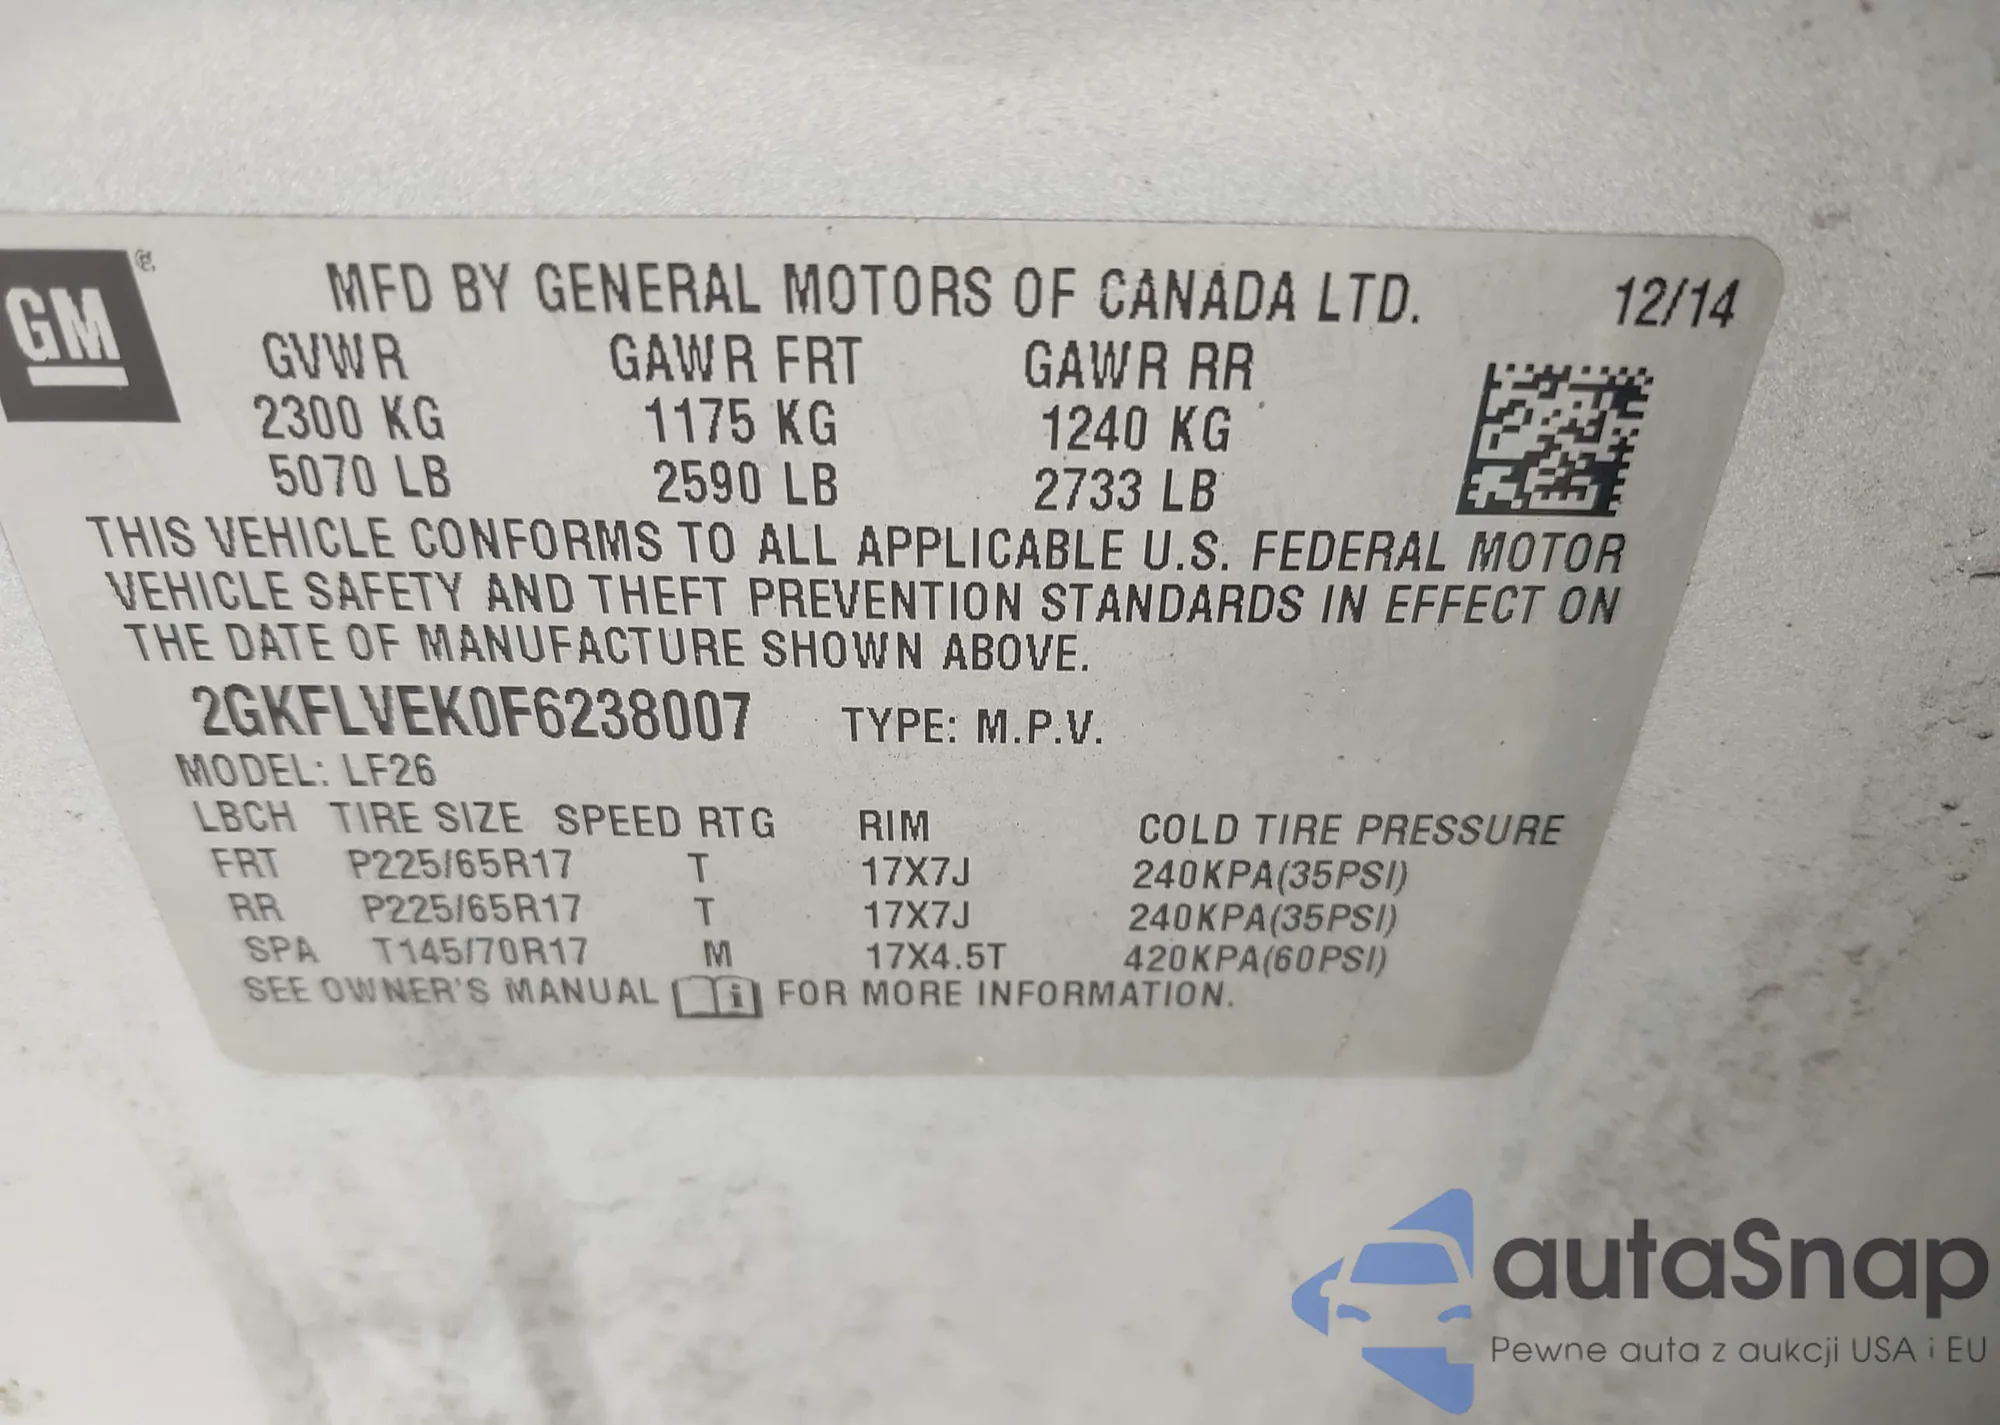 GM
MFD BY GENERAL MOTORS OF CANADA LTD. 12/14
GVWR GAWR FRT GAWR RR
2300 KG 1175 KG 1240 KG
5070 LB 2590 LB 2733 LB
THIS VEHICLE CONFORMS TO ALL APPLICABLE U.S. FEDERAL MOTOR
VEHICLE SAFETY AND THEFT PREVENTION STANDARDS IN EFFECT ON
THE DATE OF MANUFACTURE SHOWN ABOVE.
2GKFLVEK0F6238007 TYPE: M.P.V.
MODEL: LF26
LBCH TIRE SIZE SPEED RTG RIM COLD TIRE PRESSURE
FRT P225/65R17 T 17X7J 240KPA(35PSI)
RR P225/65R17 T 17X7J 240KPA(35PSI)
SPA T145/70R17 M 17X4.5T 420KPA(60PSI)
SEE OWNER'S MANUAL i FOR MORE INFORMATION.
autaSnap
Pewne auta z aukcji USA i EU